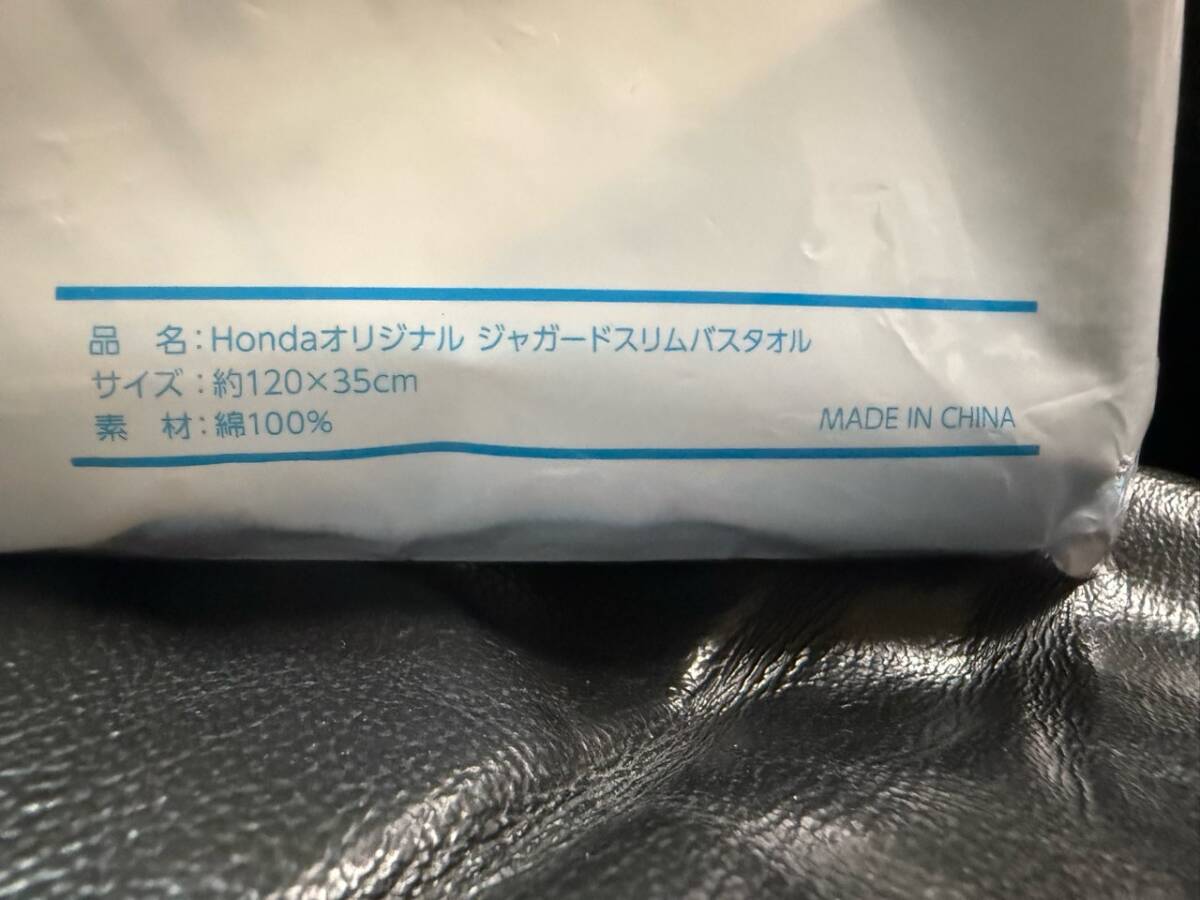 品　名：Hondaオリジナル ジャガードスリムバスタオル
サイズ：約120×35cm
素　材：綿100%
MADE IN CHINA